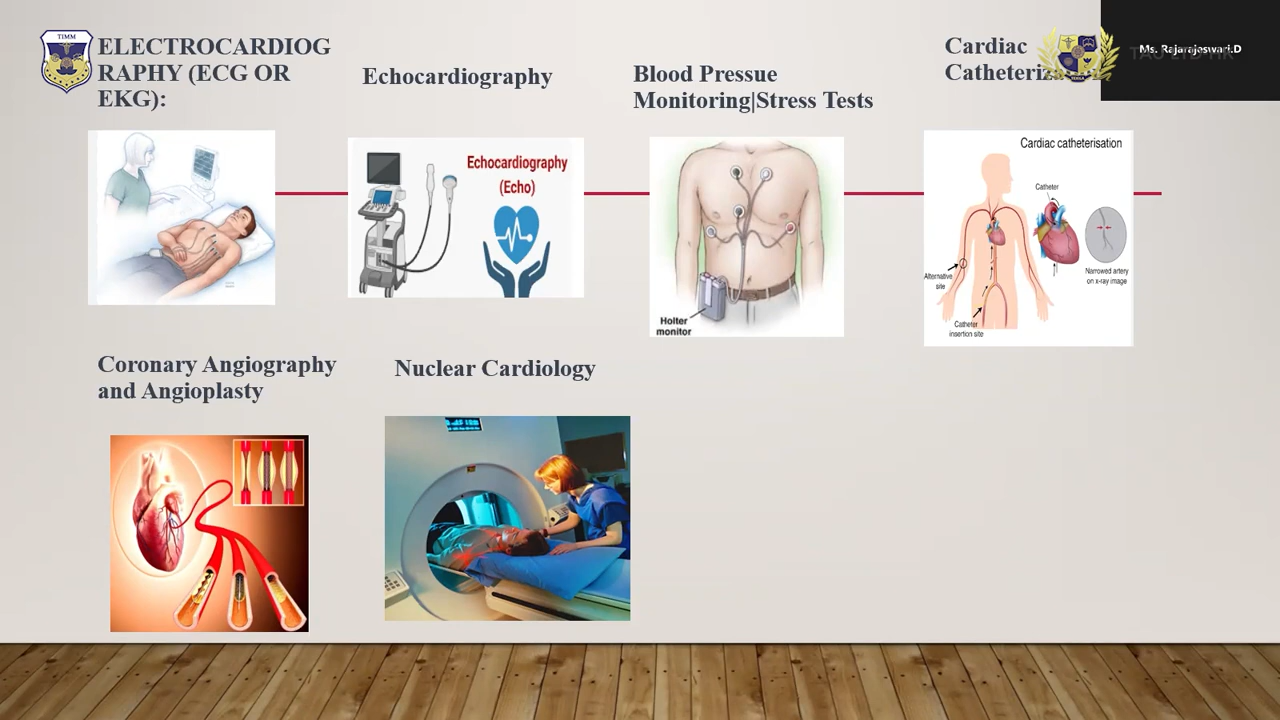 TIMM
ELECTROCARDIOG
RAPHY (ECG OR
EKG):
Echocardiography
Blood Pressue
Monitoring|Stress Tests
Cardiac
Ms. Rajarajeswari.D
Echocardiography
(Echo)
Holter
monitor
Cardiac catheterisation
Catheter
Alternative
site
Narrowed artery
on x-ray image
Catheter
insertion site
Coronary Angiography
and Angioplasty
Nuclear Cardiology